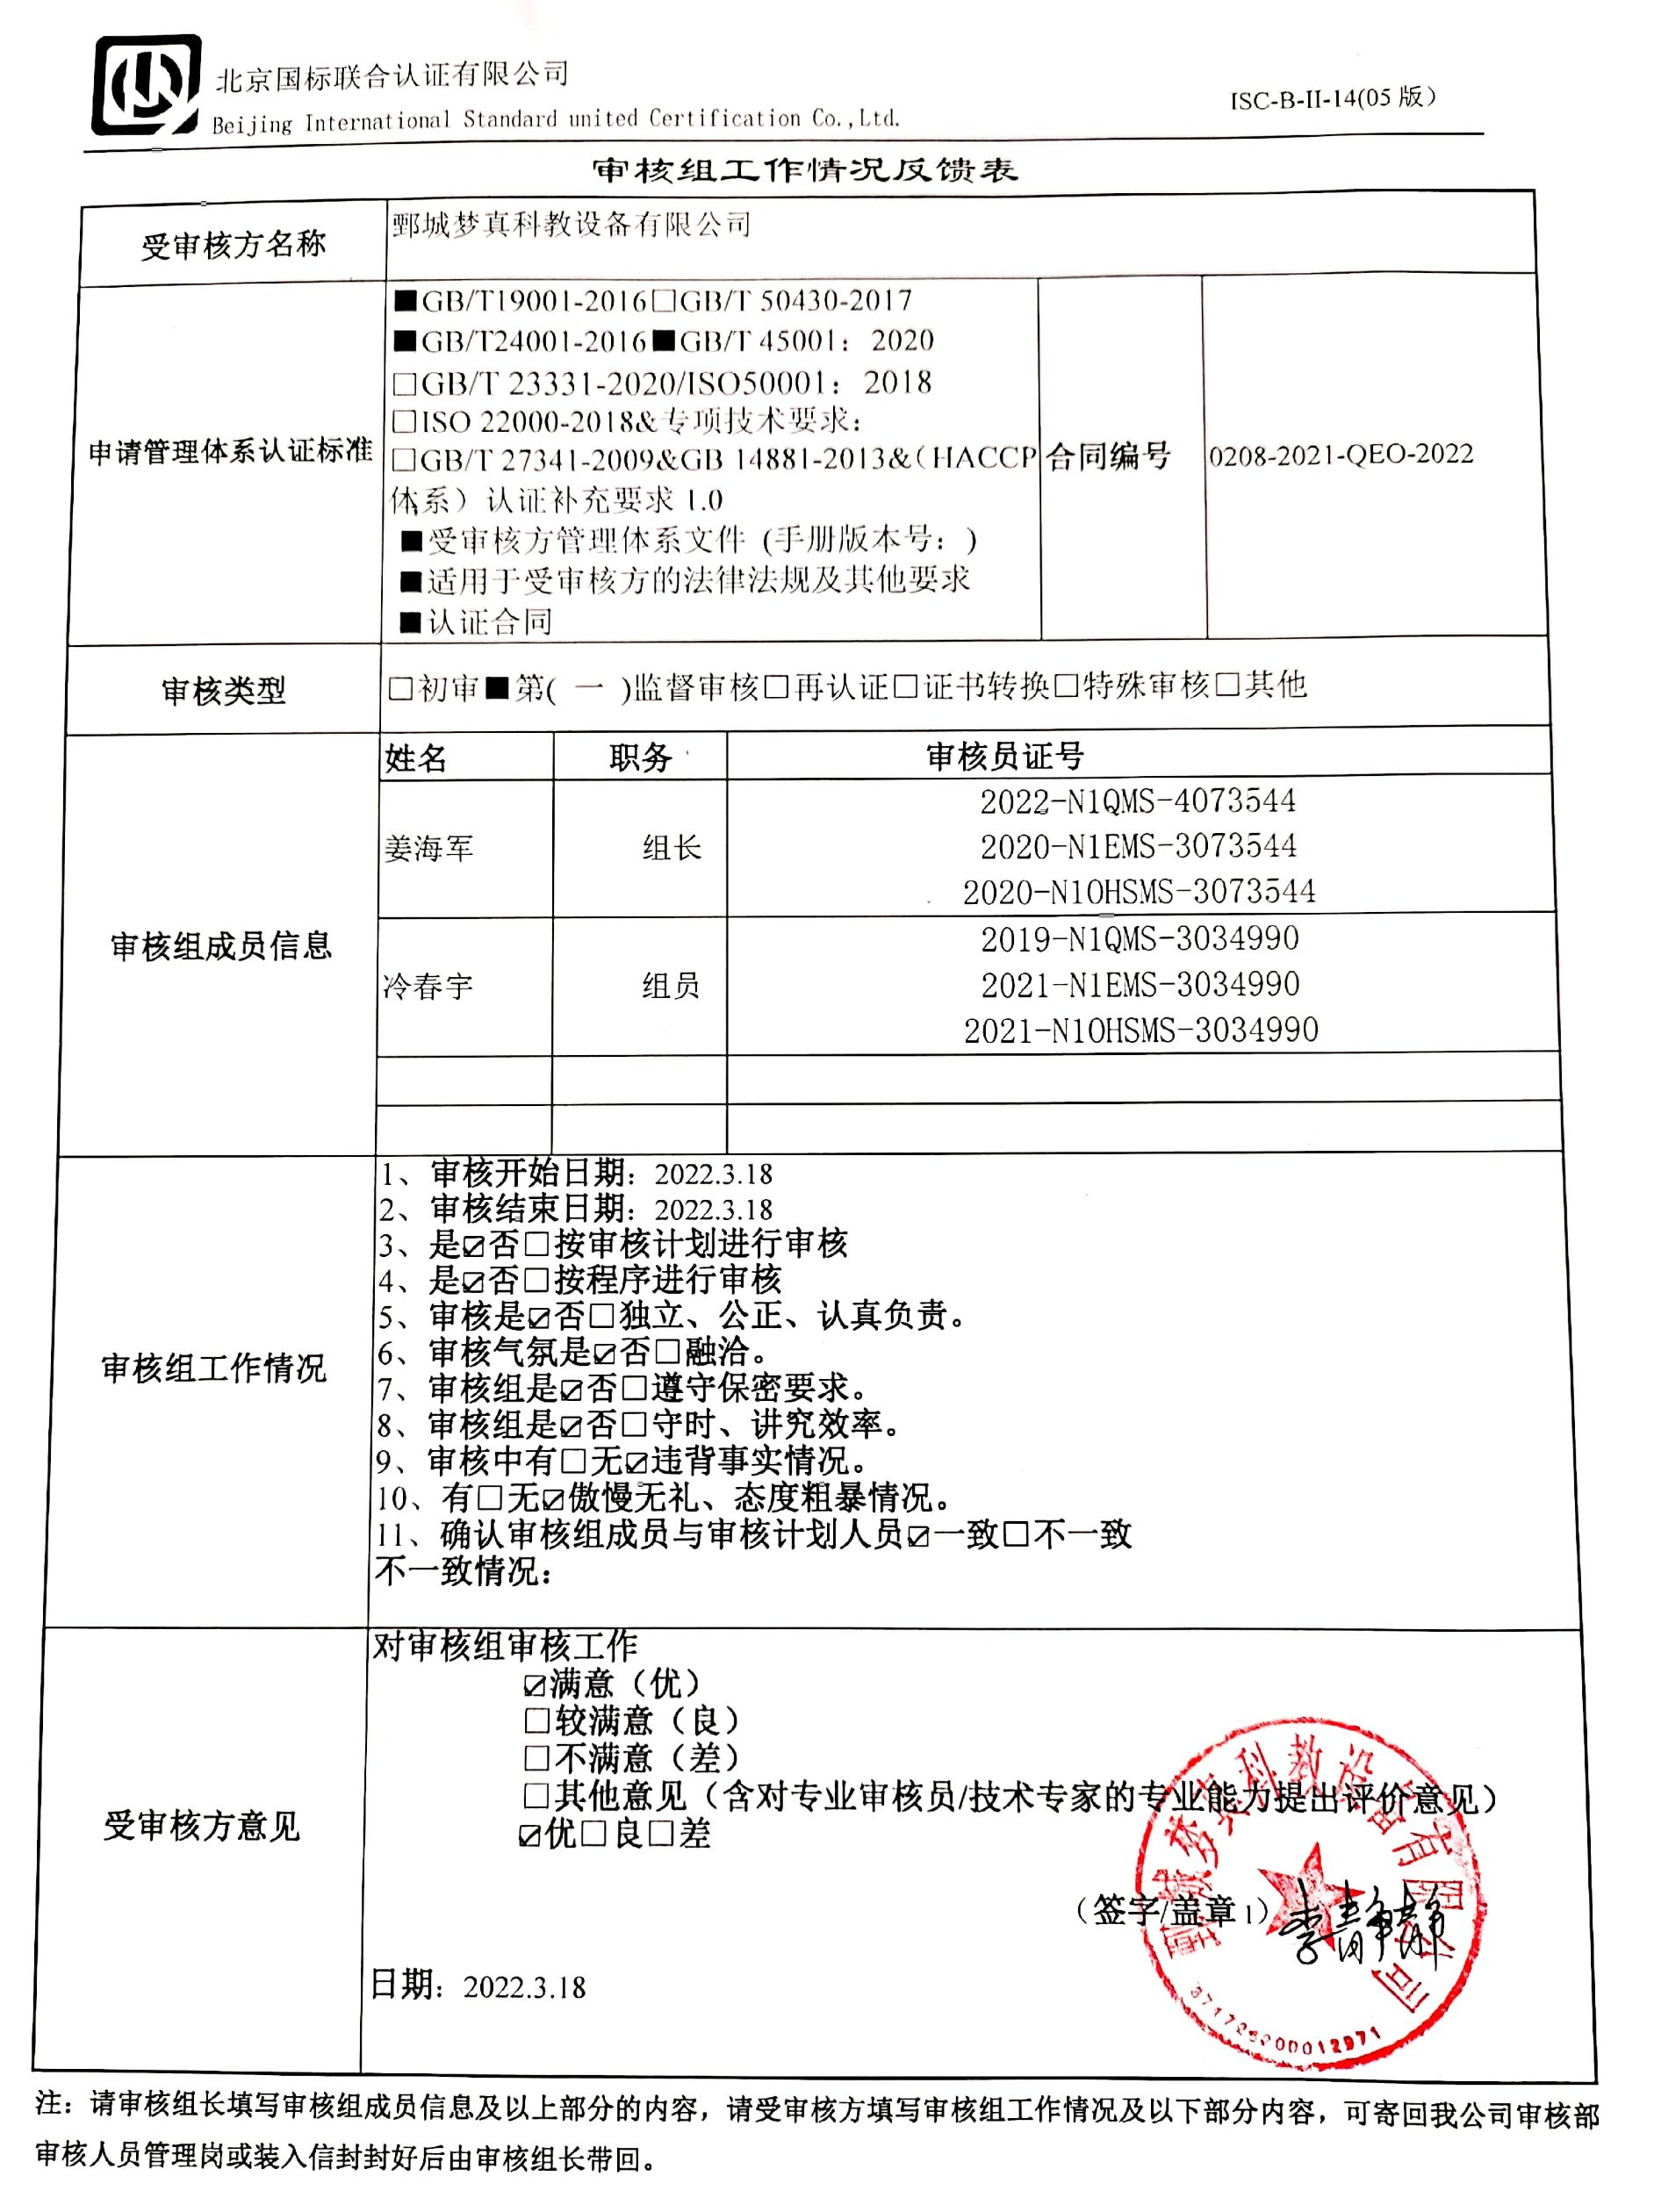 北京国标联合认证有限公司
Beijing International Standard united Certification Co.,Ltd.
ISC-B-II-14(05 版)
审核组工作情况反馈表
受审核方名称
鄄城梦真科教设备有限公司
申请管理体系认证标准
■GB/T19001-2016□GB/T 50430-2017
■GB/T24001-2016■GB/T 45001：2020
□GB/T 23331-2020/ISO50001：2018
□ISO 22000-2018&专项技术要求：
□GB/T 27341-2009&GB 14881-2013&（HACCP
体系）认证补充要求 1.0
■受审核方管理体系文件 (手册版本号：)
■适用于受审核方的法律法规及其他要求
■认证合同
合同编号
0208-2021-QEO-2022
审核类型
□初审■第( 一 )监督审核□再认证□证书转换□特殊审核□其他
审核组成员信息
姓名 职务 审核员证号
姜海军 组长
2022-N1QMS-4073544
2020-N1EMS-3073544
2020-N1OHSMS-3073544
冷春宇 组员
2019-N1QMS-3034990
2021-N1EMS-3034990
2021-N1OHSMS-3034990
审核组工作情况
1、审核开始日期：2022.3.18
2、审核结束日期：2022.3.18
3、是☑否□按审核计划进行审核
4、是☑否□按程序进行审核
5、审核是☑否□独立、公正、认真负责。
6、审核气氛是☑否□融洽。
7、审核组是☑否□遵守保密要求。
8、审核组是☑否□守时、讲究效率。
9、审核中有□无☑违背事实情况。
10、有□无☑傲慢无礼、态度粗暴情况。
11、确认审核组成员与审核计划人员☑一致□不一致
不一致情况：
受审核方意见
对审核组审核工作
☑满意（优）
□较满意（良）
□不满意（差）
□其他意见（含对专业审核员/技术专家的专业能力提出评价意见）
☑优□良□差
（签字/盖章 ）
李静静
鄄城梦真科教设备有限公司
日期：2022.3.18
注：请审核组长填写审核组成员信息及以上部分的内容，请受审核方填写审核组工作情况及以下部分内容，可寄回我公司审核部
审核人员管理岗或装入信封封好后由审核组长带回。